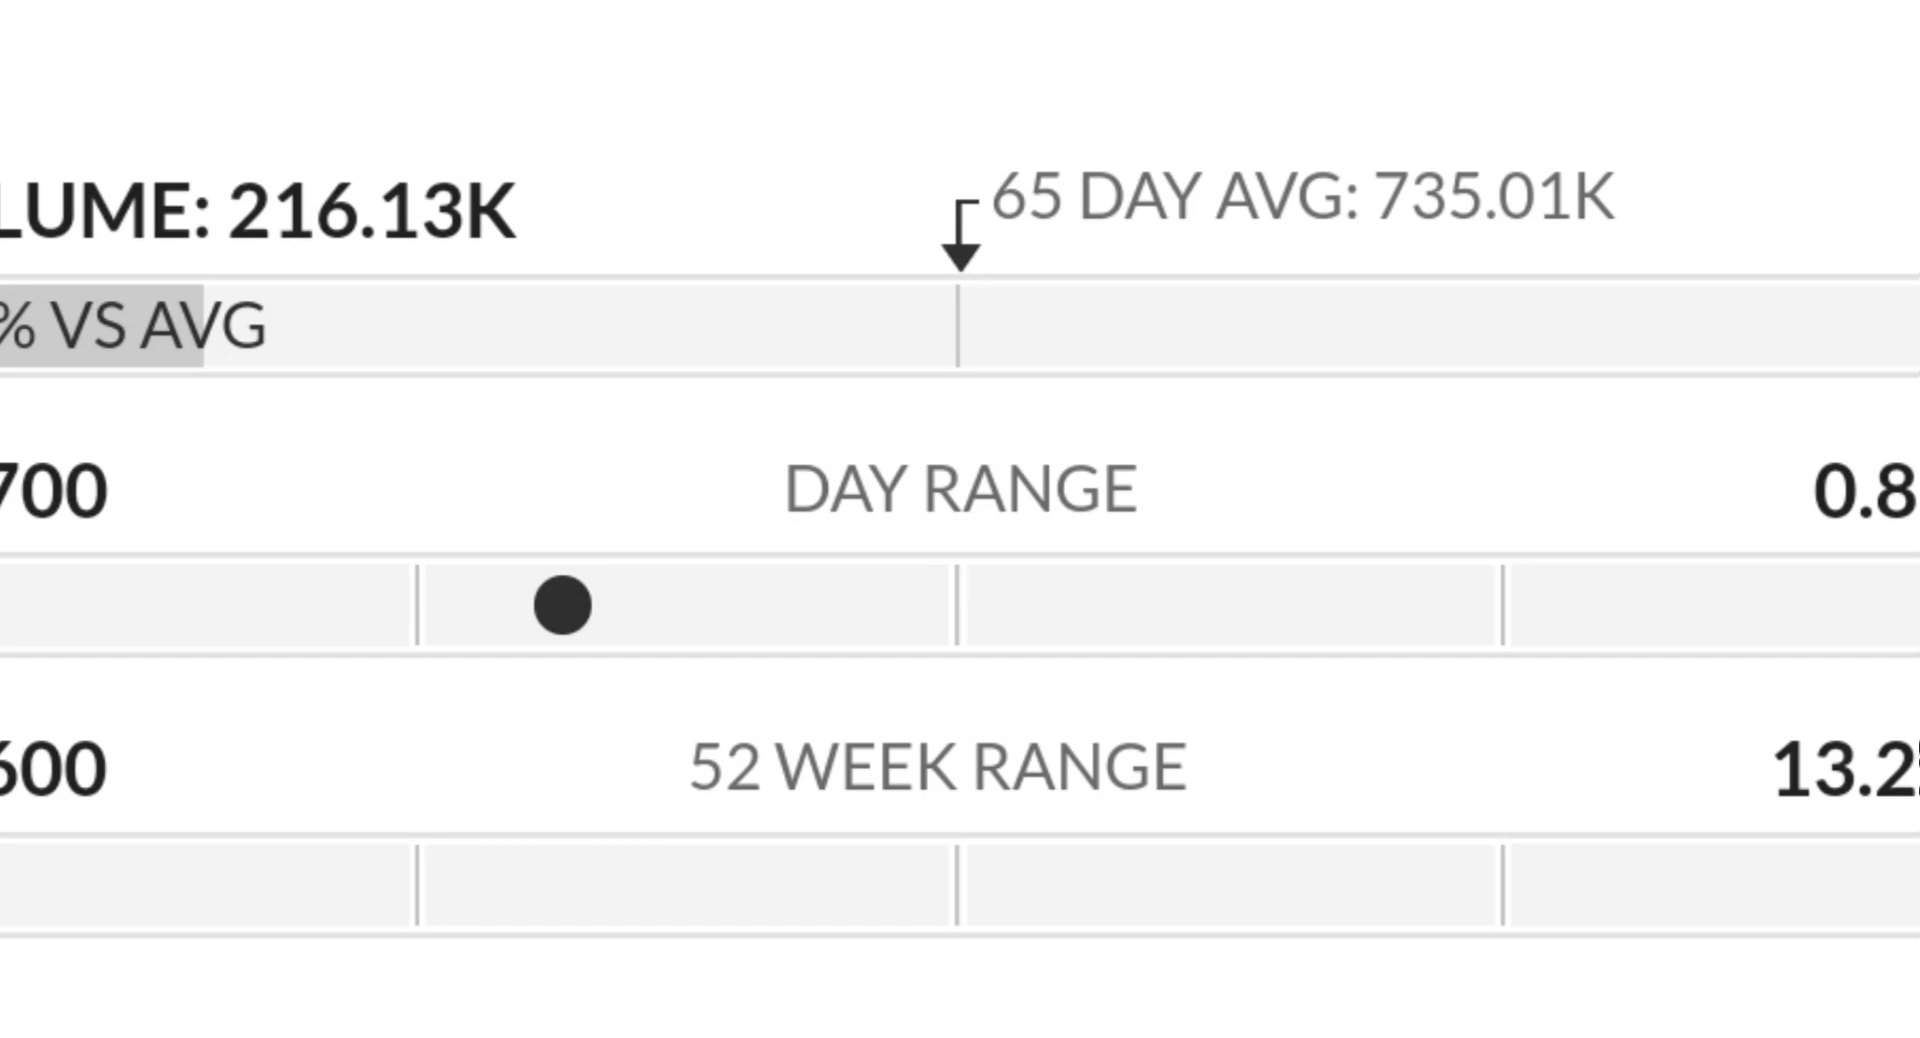 LUME: 216.13K
65 DAY AVG: 735.01K
% VS AVG
700 DAY RANGE 0.8
600 52 WEEK RANGE 13.2